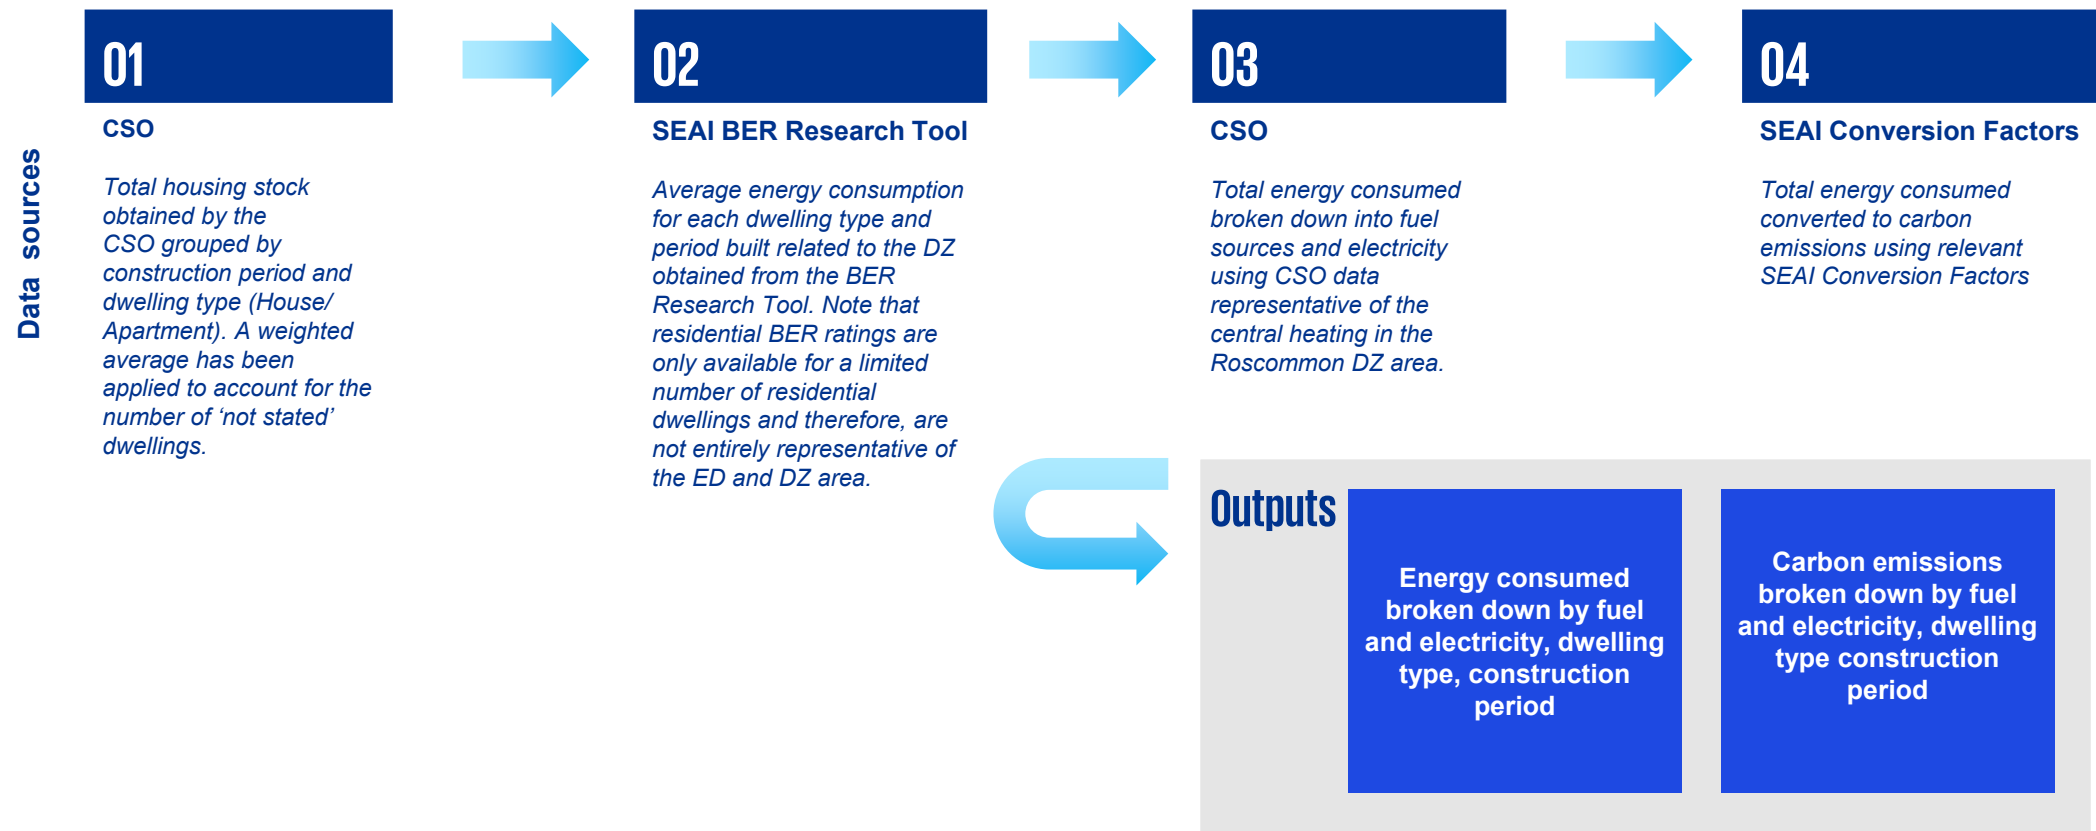 Data sources
01
CSO
Total housing stock
obtained by the
CSO grouped by
construction period and
dwelling type (House/
Apartment). A weighted
average has been
applied to account for the
number of ‘not stated’
dwellings.
02
SEAI BER Research Tool
Average energy consumption
for each dwelling type and
period built related to the DZ
obtained from the BER
Research Tool. Note that
residential BER ratings are
only available for a limited
number of residential
dwellings and therefore, are
not entirely representative of
the ED and DZ area.
03
CSO
Total energy consumed
broken down into fuel
sources and electricity
using CSO data
representative of the
central heating in the
Roscommon DZ area.
04
SEAI Conversion Factors
Total energy consumed
converted to carbon
emissions using relevant
SEAI Conversion Factors
Outputs
Energy consumed
broken down by fuel
and electricity, dwelling
type, construction
period
Carbon emissions
broken down by fuel
and electricity, dwelling
type construction
period